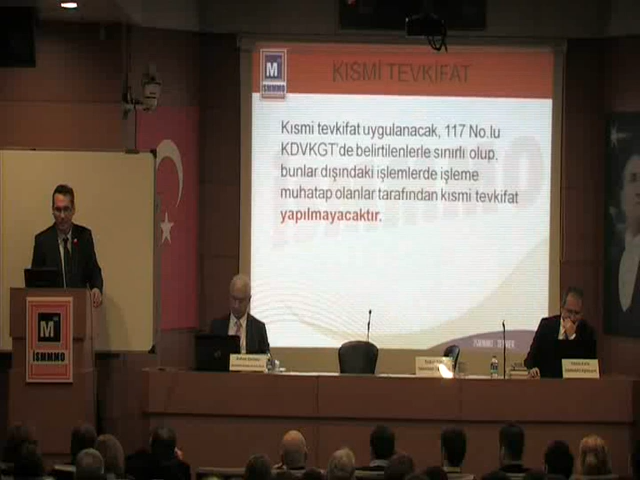 KISMİ TEVKİFAT
M
İSMMMO
Kısmi tevkifat uygulanacak, 117 No.lu
KDVKGT'de belirtilenlerle sınırlı olup,
bunlar dışındaki işlemlerde işleme
muhatap olanlar tarafından kısmi tevkifat
yapılmayacaktır.
M
İSMMMO